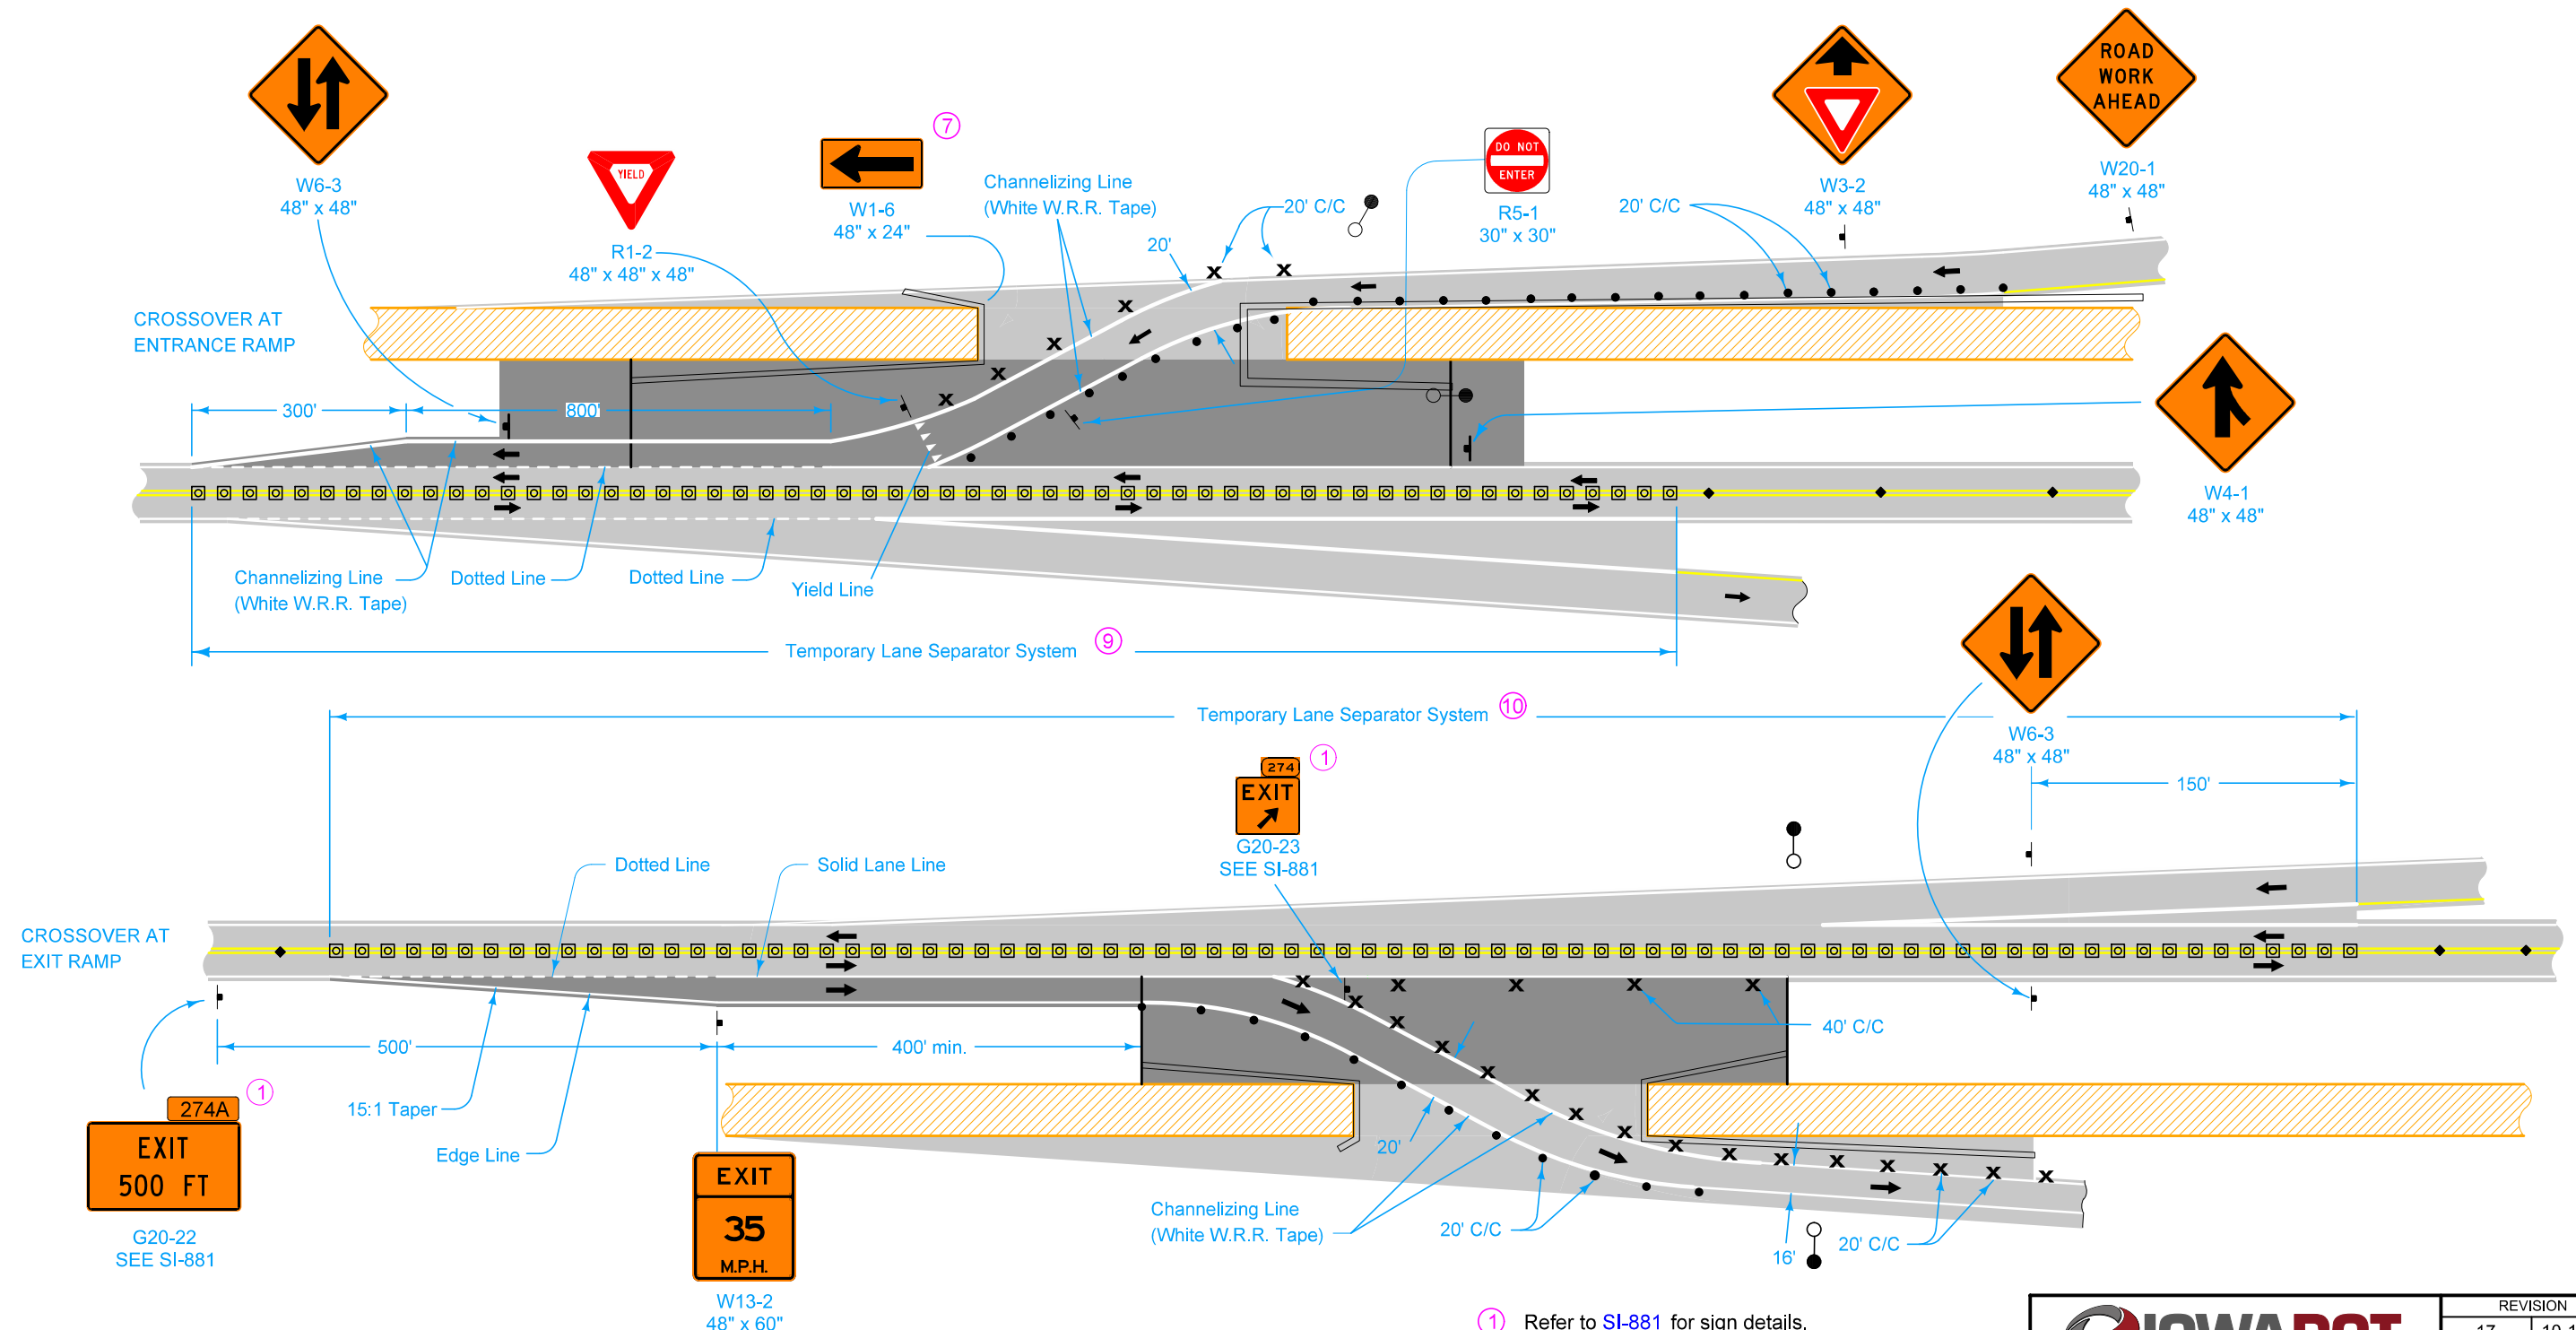 ROAD
WORK
AHEAD
W20-1
48" x 48"
W3-2
48" x 48"
DO NOT
ENTER
R5-1
30" x 30"
20' C/C
20' C/C
20'
Channelizing Line
(White W.R.R. Tape)
7
W1-6
48" x 24"
YIELD
R1-2
48" x 48" x 48"
W6-3
48" x 48"
CROSSOVER AT
ENTRANCE RAMP
300'
800'
W4-1
48" x 48"
Channelizing Line
(White W.R.R. Tape)
Dotted Line
Dotted Line
Yield Line
Temporary Lane Separator System
9
Temporary Lane Separator System
10
W6-3
48" x 48"
150'
274
1
EXIT
G20-23
SEE SI-881
Dotted Line
Solid Lane Line
CROSSOVER AT
EXIT RAMP
500'
400' min.
40' C/C
274A
1
EXIT
500 FT
G20-22
SEE SI-881
15:1 Taper
Edge Line
EXIT
35
M.P.H.
W13-2
48" x 60"
20'
Channelizing Line
(White W.R.R. Tape)
20' C/C
16'
20' C/C
1 Refer to SI-881 for sign details.
IOWADOT
REVISION